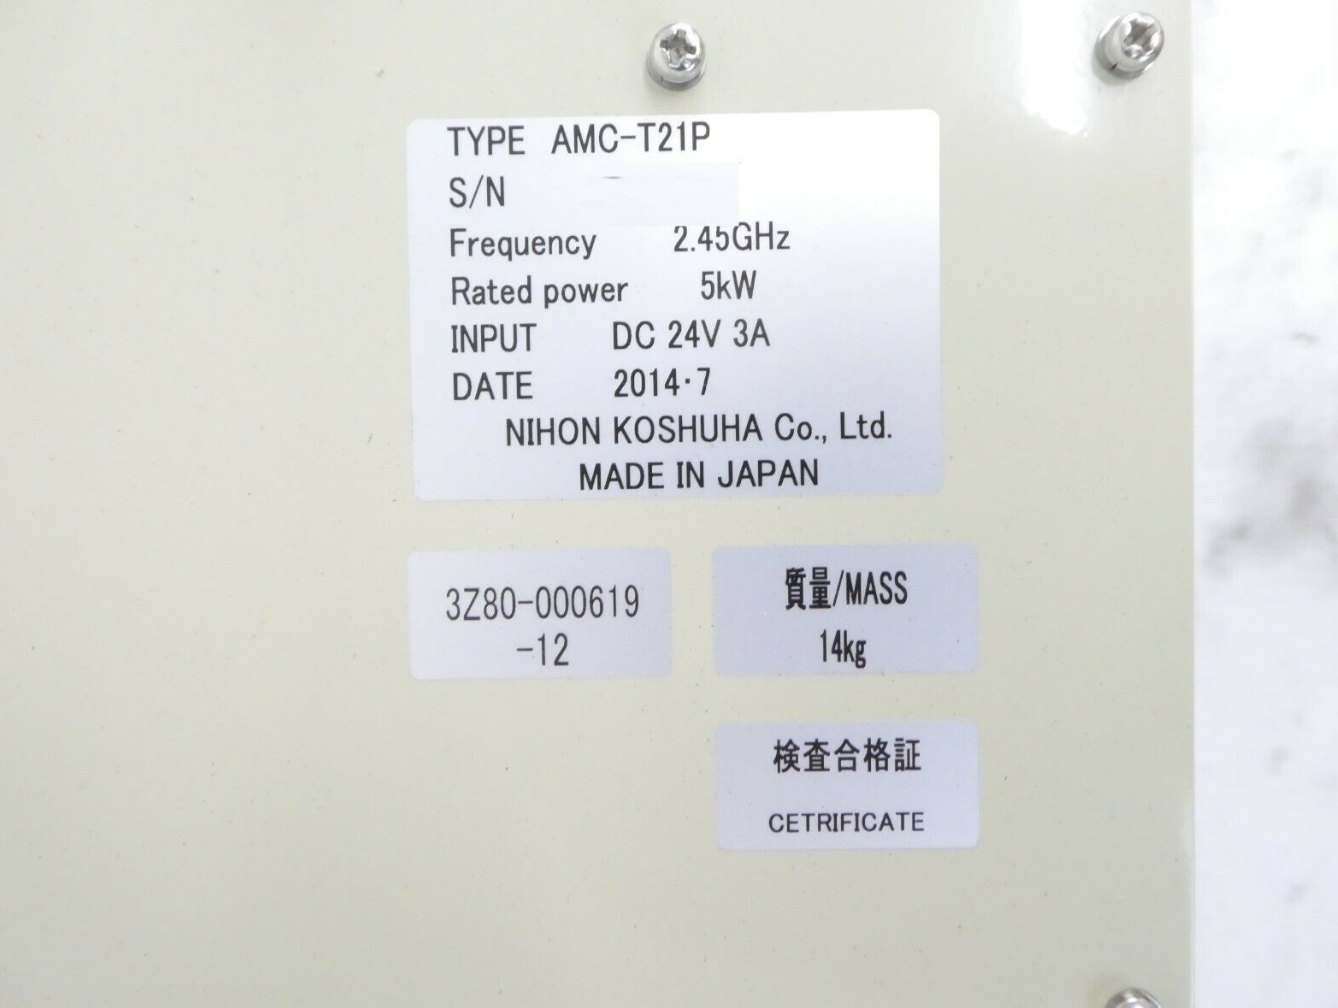 TYPE AMC-T21P
S/N
Frequency 2.45GHz
Rated power 5kW
INPUT DC 24V 3A
DATE 2014・7
NIHON KOSHUHA Co., Ltd.
MADE IN JAPAN
3Z80-000619
-12
質量/MASS
14kg
検査合格証
CETRIFICATE